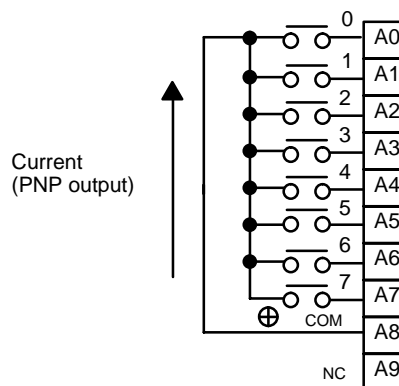 0 A0
1 A1
2 A2
3 A3
Current
(PNP output)
4 A4
5 A5
6 A6
7 A7
COM A8
NC A9